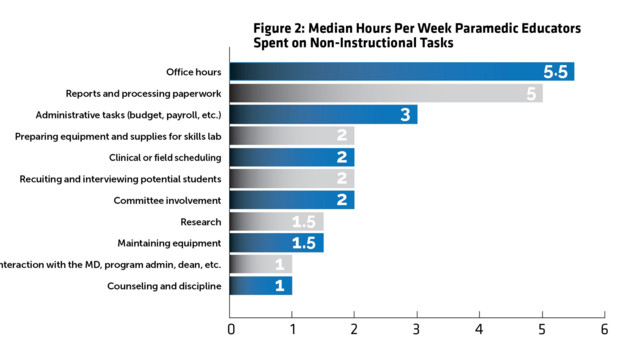 Figure 2: Median Hours Per Week Paramedic Educators
Spent on Non-Instructional Tasks
Office hours 5.5
Reports and processing paperwork 5
Administrative tasks (budget, payroll, etc.) 3
Preparing equipment and supplies for skills lab 2
Clinical or field scheduling 2
Recuiting and interviewing potential students 2
Committee involvement 2
Research 1.5
Maintaining equipment 1.5
nteraction with the MD, program admin, dean, etc. 1
Counseling and discipline 1
0 1 2 3 4 5 6